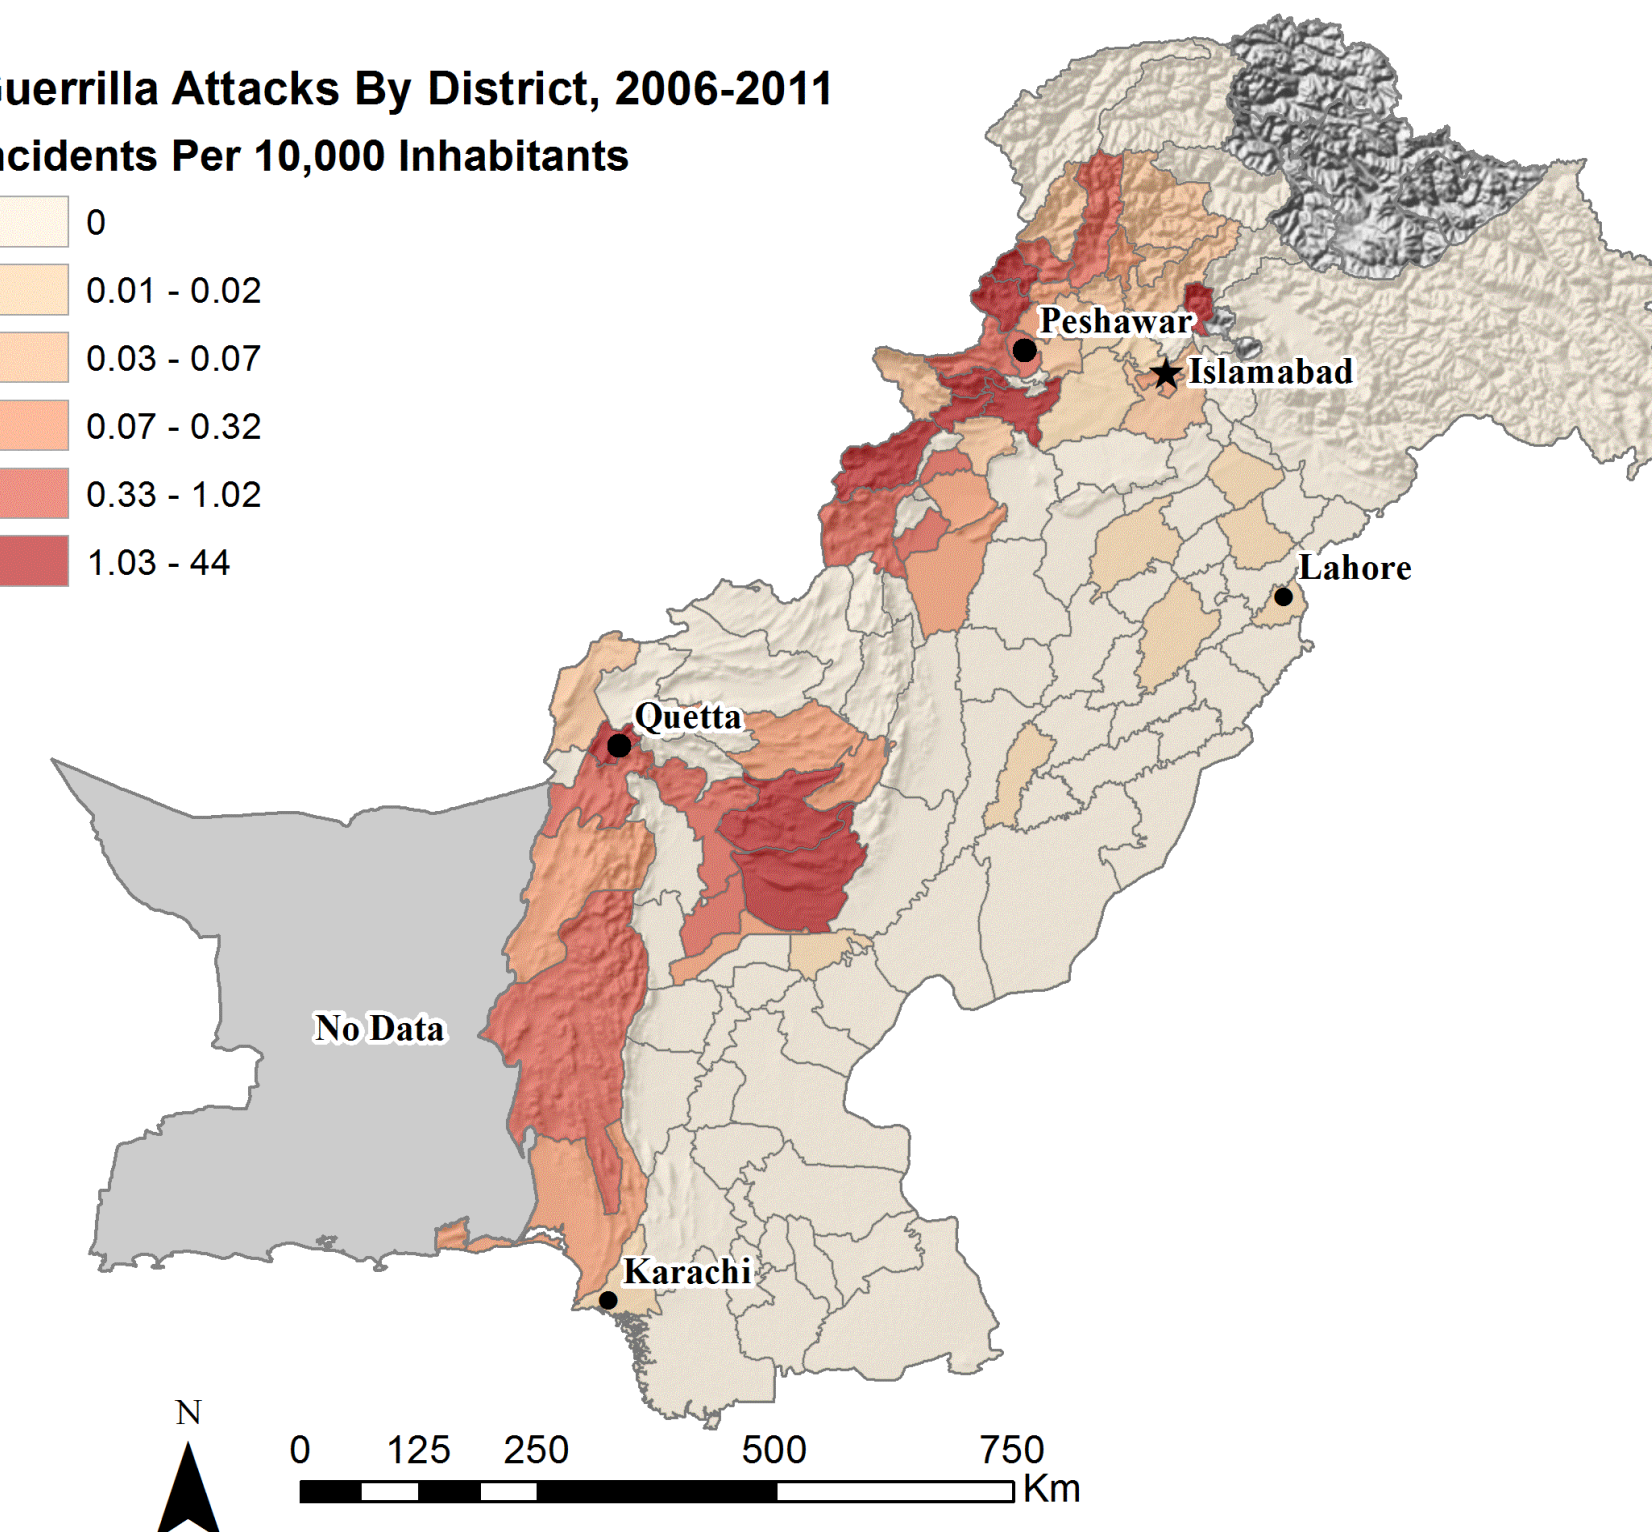 uerrilla Attacks By District, 2006-2011
ncidents Per 10,000 Inhabitants
0
0.01 - 0.02
0.03 - 0.07
0.07 - 0.32
0.33 - 1.02
1.03 - 44
Peshawar
Islamabad
Lahore
Quetta
No Data
Karachi
N
0 125 250 500 750
Km